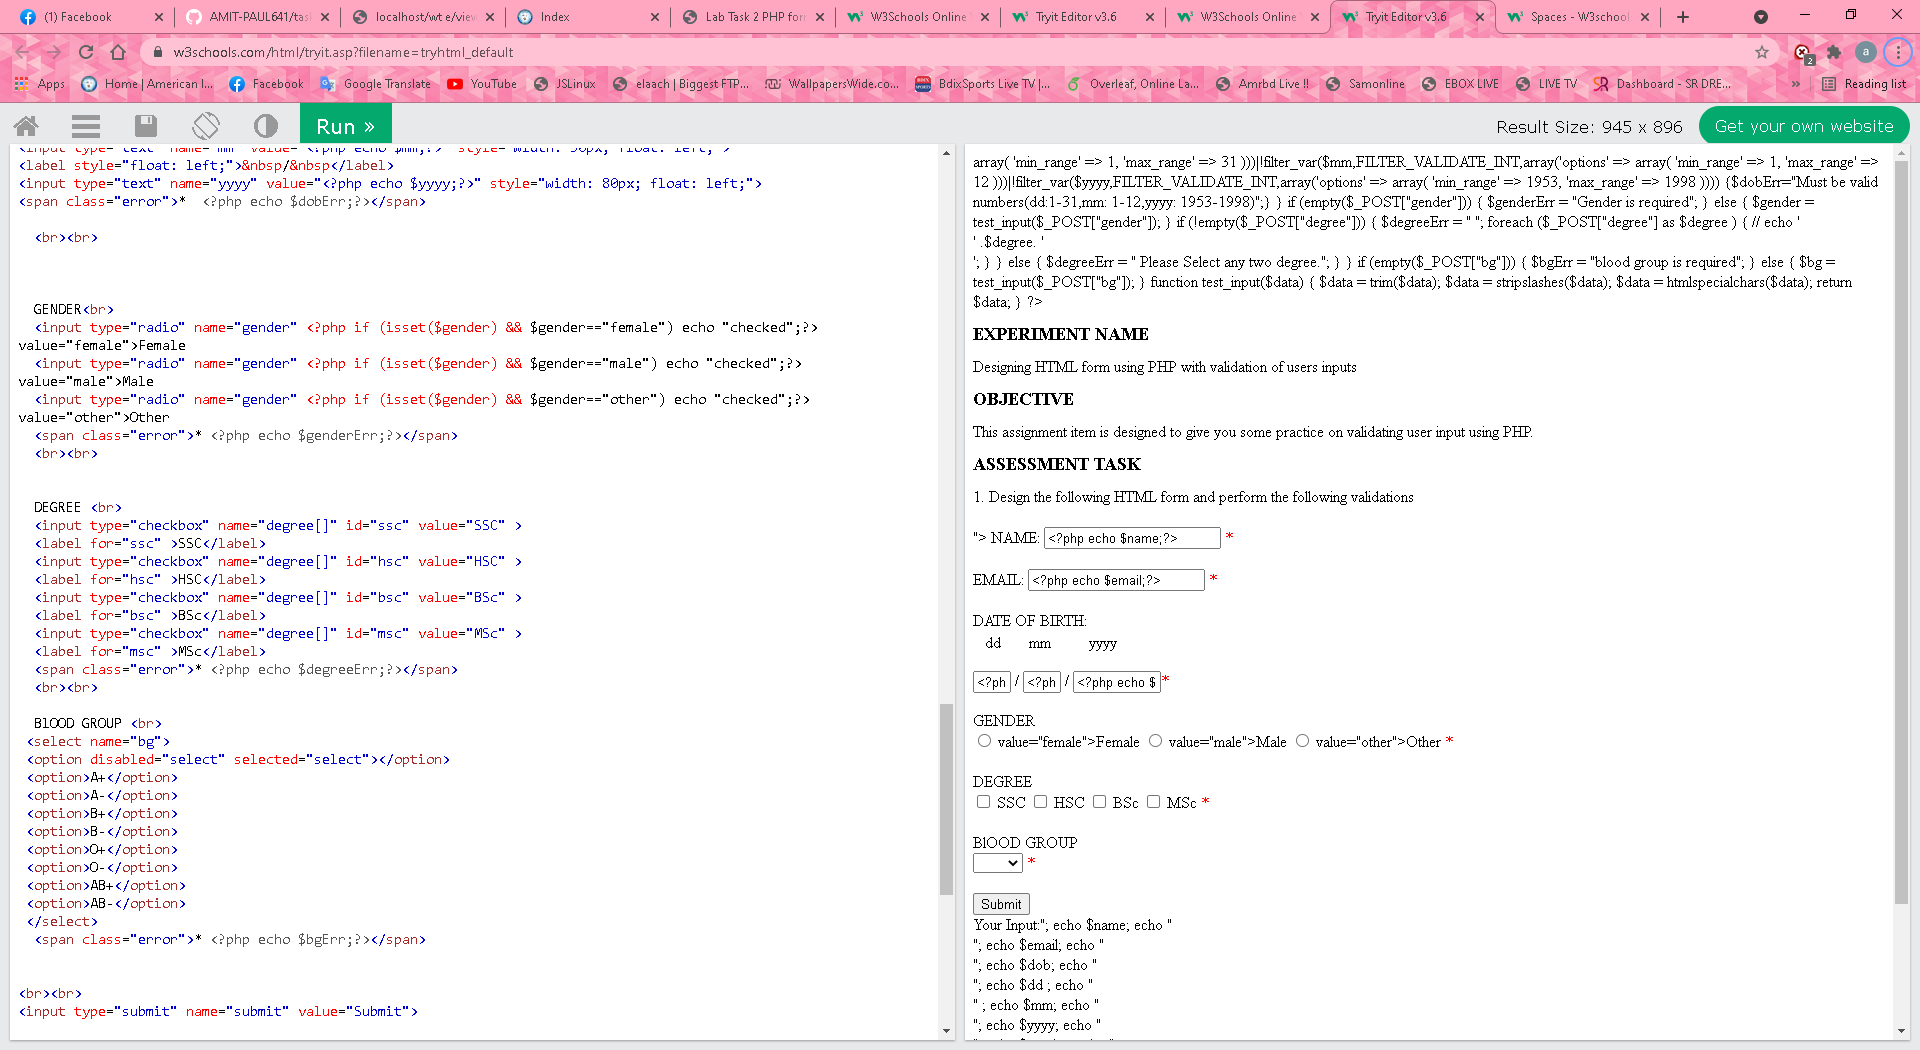 (1) Facebook
AMIT-PAUL641/tas
localhost/wt e/view
Index
Lab Task 2 PHP for
W3Schools Online
Tryit Editor v3.6
W3Schools Online
Tryit Editor v3.6
Spaces - W3school
w3schools.com/html/tryit.asp?filename=tryhtml_default
a
2
Apps
Home | American I...
Facebook
Google Translate
YouTube
JSLinux
elaach | Biggest FTP...
WallpapersWide.co...
BdixSports Live TV |...
Overleaf, Online La...
Amrbd Live !!
Samonline
EBOX LIVE
LIVE TV
Dashboard - SR DRE...
»
Reading list
Run »
Result Size: 945 x 896
Get your own website
<input type="text" name="mm" value="<?php echo $mm;?>" style="width: 50px; float: left;">
<label style="float: left;">&nbsp/&nbsp</label>
<input type="text" name="yyyy" value="<?php echo $yyyy;?>" style="width: 80px; float: left;">
<span class="error">* <?php echo $dobErr;?></span>
<br><br>
GENDER<br>
<input type="radio" name="gender" <?php if (isset($gender) && $gender=="female") echo "checked";?>
value="female">Female
<input type="radio" name="gender" <?php if (isset($gender) && $gender=="male") echo "checked";?>
value="male">Male
<input type="radio" name="gender" <?php if (isset($gender) && $gender=="other") echo "checked";?>
value="other">Other
<span class="error">* <?php echo $genderErr;?></span>
<br><br>
DEGREE <br>
<input type="checkbox" name="degree[]" id="ssc" value="SSC" >
<label for="ssc" >SSC</label>
<input type="checkbox" name="degree[]" id="hsc" value="HSC" >
<label for="hsc" >HSC</label>
<input type="checkbox" name="degree[]" id="bsc" value="BSc" >
<label for="bsc" >BSc</label>
<input type="checkbox" name="degree[]" id="msc" value="MSc" >
<label for="msc" >MSc</label>
<span class="error">* <?php echo $degreeErr;?></span>
<br><br>
BlOOD GROUP <br>
<select name="bg">
<option disabled="select" selected="select"></option>
<option>A+</option>
<option>A-</option>
<option>B+</option>
<option>B-</option>
<option>O+</option>
<option>O-</option>
<option>AB+</option>
<option>AB-</option>
</select>
<span class="error">* <?php echo $bgErr;?></span>
<br><br>
<input type="submit" name="submit" value="Submit">
array( 'min_range' => 1, 'max_range' => 31 )))||!filter_var($mm,FILTER_VALIDATE_INT,array('options' => array( 'min_range' => 1, 'max_range' =>
12 )))||!filter_var($yyyy,FILTER_VALIDATE_INT,array('options' => array( 'min_range' => 1953, 'max_range' => 1998 )))) {$dobErr="Must be valid
numbers(dd:1-31,mm: 1-12,yyyy: 1953-1998)";} } if (empty($_POST["gender"])) { $genderErr = "Gender is required"; } else { $gender =
test_input($_POST["gender"]); } if (!empty($_POST["degree"])) { $degreeErr = " "; foreach ($_POST["degree"] as $degree ) { // echo '
' .$degree. '
'; } } else { $degreeErr = " Please Select any two degree."; } } if (empty($_POST["bg"])) { $bgErr = "blood group is required"; } else { $bg =
test_input($_POST["bg"]); } function test_input($data) { $data = trim($data); $data = stripslashes($data); $data = htmlspecialchars($data); return
$data; } ?>
EXPERIMENT NAME
Designing HTML form using PHP with validation of users inputs
OBJECTIVE
This assignment item is designed to give you some practice on validating user input using PHP.
ASSESSMENT TASK
1. Design the following HTML form and perform the following validations
"> NAME: <?php echo $name;?> *
EMAIL: <?php echo $email;?> *
DATE OF BIRTH:
dd mm yyyy
<?ph / <?ph / <?php echo $ *
GENDER
value="female">Female value="male">Male value="other">Other *
DEGREE
SSC HSC BSc MSc *
BlOOD GROUP
*
Submit
Your Input:"; echo $name; echo "
"; echo $email; echo "
"; echo $dob; echo "
"; echo $dd ; echo "
" ; echo $mm; echo "
"; echo $yyyy; echo "